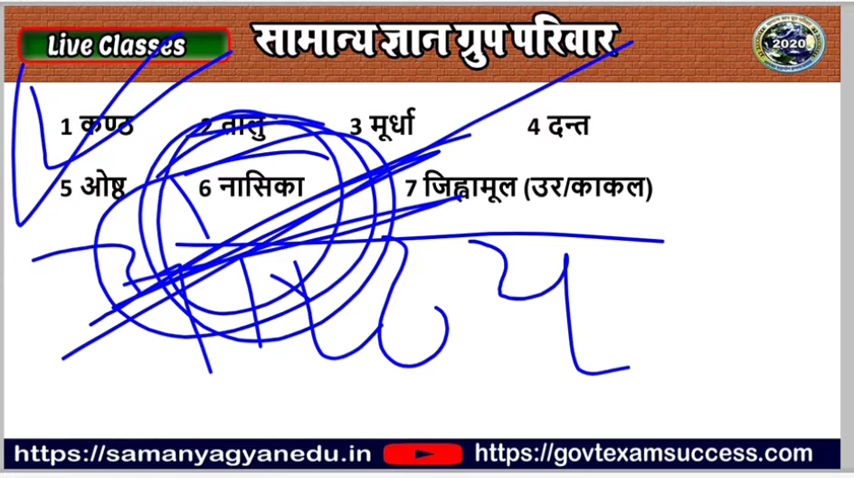 Live Classes सामान्य ज्ञान ग्रुप परिवार 2020
1 कण्ठ 2 तालु 3 मूर्धा 4 दन्त
5 ओष्ठ 6 नासिका 7 जिह्वामूल (उर/काकल)
https://samanyagyanedu.in https://govtexamsuccess.com